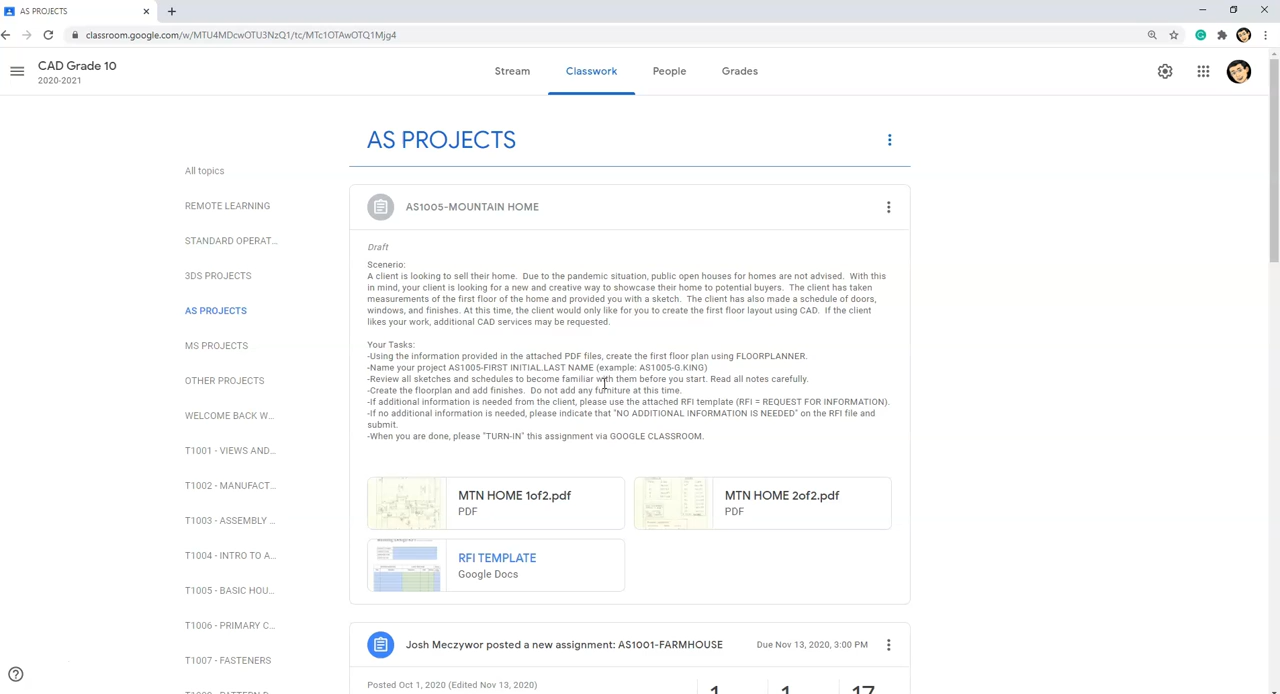 AS PROJECTS
classroom.google.com/w/MTU4MDcwOTU3NzQ1/tc/MTc1OTAwOTQ1Mjg4
CAD Grade 10
2020-2021
Stream
Classwork
People
Grades
All topics
REMOTE LEARNING
STANDARD OPERAT...
3DS PROJECTS
AS PROJECTS
MS PROJECTS
OTHER PROJECTS
WELCOME BACK W...
T1001 - VIEWS AND...
T1002 - MANUFACT...
T1003 - ASSEMBLY ...
T1004 - INTRO TO A...
T1005 - BASIC HOU...
T1006 - PRIMARY C...
T1007 - FASTENERS
AS PROJECTS
AS1005-MOUNTAIN HOME
Draft
Scenerio:
A client is looking to sell their home.  Due to the pandemic situation, public open houses for homes are not advised.  With this
in mind, your client is looking for a new and creative way to showcase their home to potential buyers.  The client has taken
measurements of the first floor of the home and provided you with a sketch.  The client has also made a schedule of doors,
windows, and finishes. At this time, the client would only like for you to create the first floor layout using CAD.  If the client
likes your work, additional CAD services may be requested.
Your Tasks:
-Using the information provided in the attached PDF files, create the first floor plan using FLOORPLANNER.
-Name your project AS1005-FIRST INITIAL.LAST NAME (example: AS1005-G.KING)
-Review all sketches and schedules to become familiar with them before you start. Read all notes carefully.
-Create the floorplan and add finishes.  Do not add any furniture at this time.
-If additional information is needed from the client, please use the attached RFI template (RFI = REQUEST FOR INFORMATION).
-If no additional information is needed, please indicate that "NO ADDITIONAL INFORMATION IS NEEDED" on the RFI file and
submit.
-When you are done, please "TURN-IN" this assignment via GOOGLE CLASSROOM.
MTN HOME 1of2.pdf
PDF
MTN HOME 2of2.pdf
PDF
RFI TEMPLATE
Google Docs
Josh Meczywor posted a new assignment: AS1001-FARMHOUSE
Due Nov 13, 2020, 3:00 PM
Posted Oct 1, 2020 (Edited Nov 13, 2020)
1
1
17